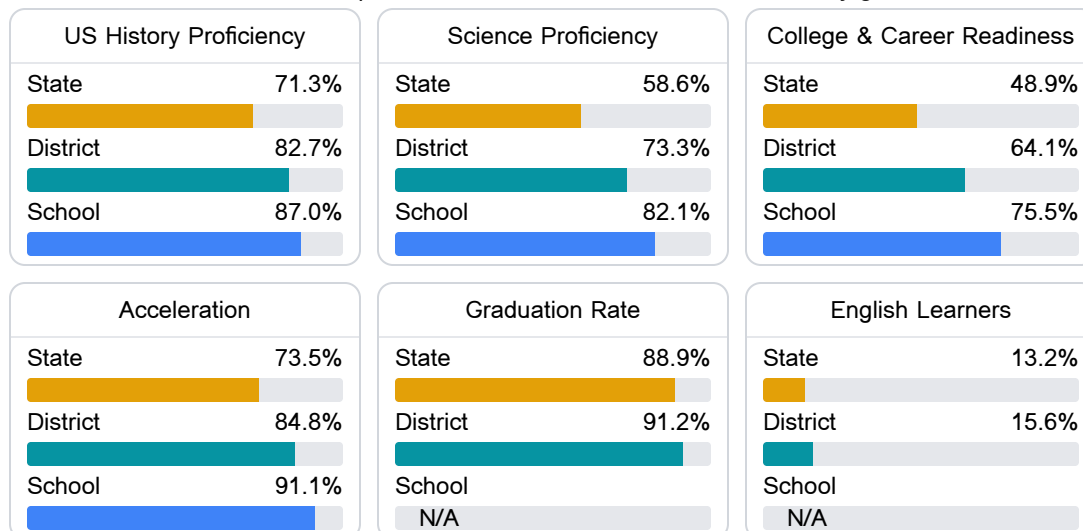 US History Proficiency
State 71.3%
District 82.7%
School 87.0%
Science Proficiency
State 58.6%
District 73.3%
School 82.1%
College & Career Readiness
State 48.9%
District 64.1%
School 75.5%
Acceleration
State 73.5%
District 84.8%
School 91.1%
Graduation Rate
State 88.9%
District 91.2%
School
N/A
English Learners
State 13.2%
District 15.6%
School
N/A